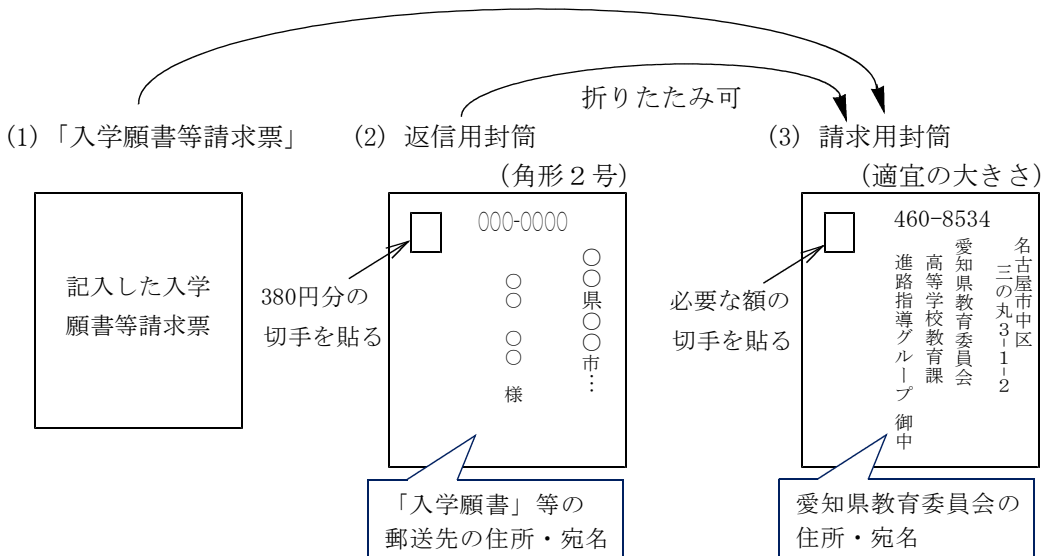 折りたたみ可
(1)「入学願書等請求票」
(2) 返信用封筒
(角形２号)
(3) 請求用封筒
(適宜の大きさ)
記入した入学
願書等請求票
380円分の
切手を貼る
000-0000
○○県○○市…
○○ ○○ 様
必要な額の
切手を貼る
460-8534
名古屋市中区
三の丸3-1-2
愛知県教育委員会
高等学校教育課
進路指導グループ 御中
「入学願書」等の
郵送先の住所・宛名
愛知県教育委員会の
住所・宛名